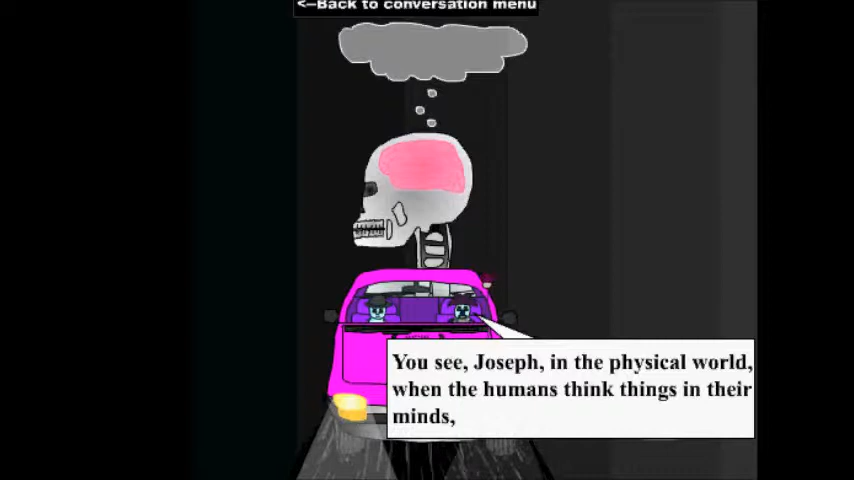 <--Back to conversation menu
You see, Joseph, in the physical world,
when the humans think things in their
minds,